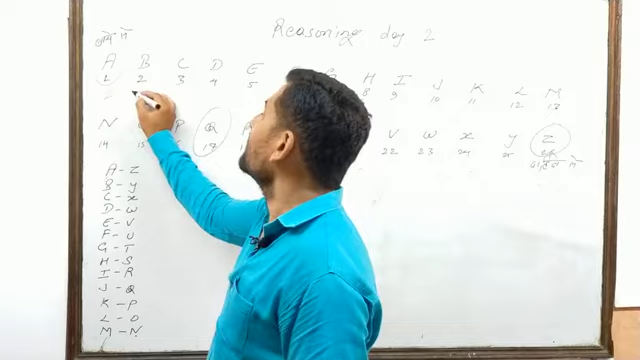 Reasoning day 2
बायें से
A B C D E G H I J K L M
1 2 3 4 5 8 9 10 11 12 13
N P Q V W X Y Z
14 15 17 22 23 24 25 26
A - Z
B - Y
C - X
D - W
E - V
F - U
G - T
H - S
I - R
J - Q
K - P
L - O
M - N